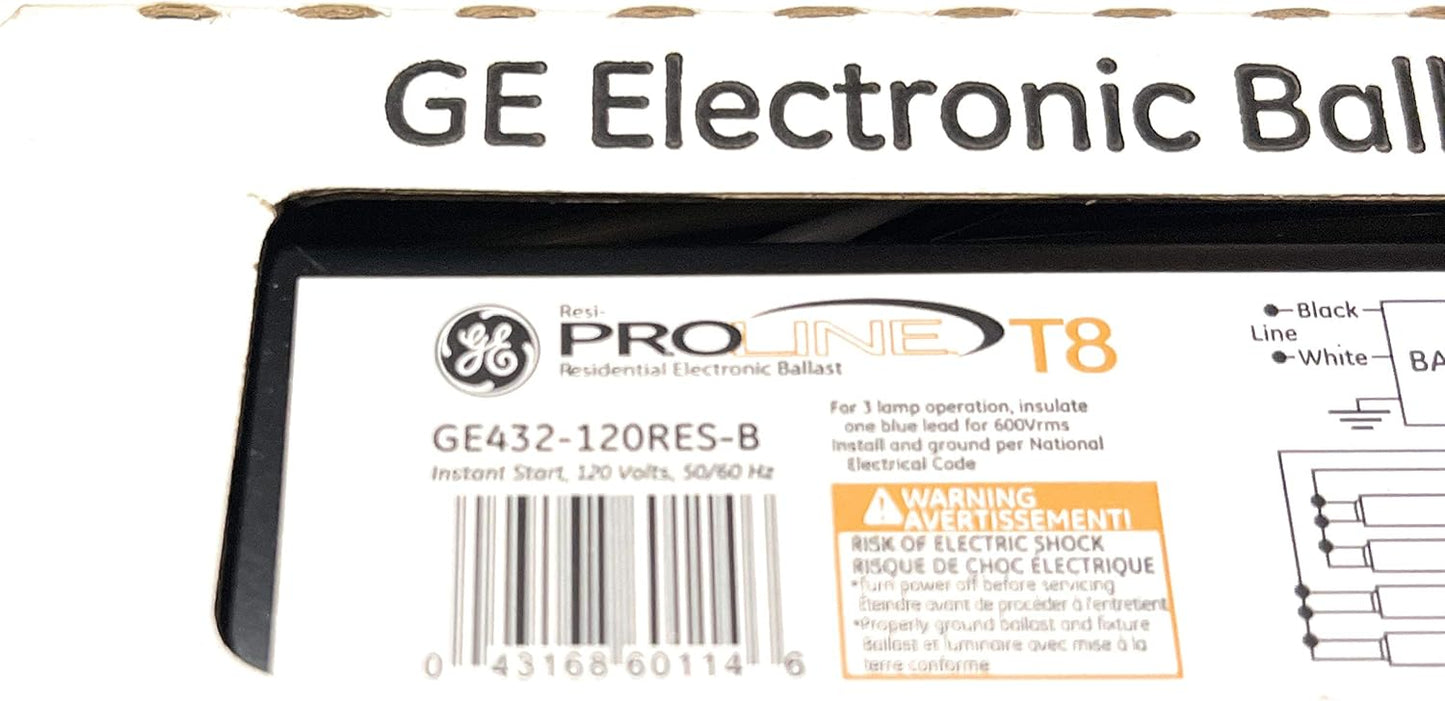 GE Electronic Ball
GE
Resi-
PROLINE T8
Residential Electronic Ballast
GE432-120RES-B
Instant Start, 120 Volts, 50/60 Hz
0 43168 60114 6
For 3 lamp operation, insulate
one blue lead for 600Vrms
Install and ground per National
Electrical Code
WARNING
AVERTISSEMENT!
RISK OF ELECTRIC SHOCK
RISQUE DE CHOC ÉLECTRIQUE
•Turn power off before servicing
Éteindre avant de procéder à l'entretient
•Properly ground ballast and fixture
Ballast et luminaire avec mise à la
terre conforme
Black
Line
White
BA